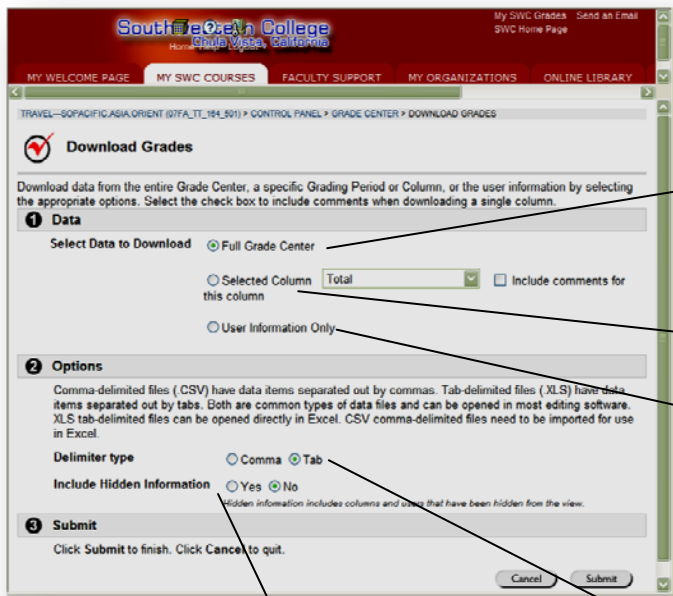 My SWC Grades Send an Email
Southwestern College
SWC Home Page
Home Help
Chula Vista, California
MY WELCOME PAGE MY SWC COURSES FACULTY SUPPORT MY ORGANIZATIONS ONLINE LIBRARY
TRAVEL—SOPACIFIC,ASIA,ORIENT (07FA_TT_164_501) > CONTROL PANEL > GRADE CENTER > DOWNLOAD GRADES
Download Grades
Download data from the entire Grade Center, a specific Grading Period or Column, or the user information by selecting
the appropriate options. Select the check box to include comments when downloading a single column.
1 Data
Select Data to Download Full Grade Center
Selected Column Total Include comments for
this column
User Information Only
2 Options
Comma-delimited files (.CSV) have data items separated out by commas. Tab-delimited files (.XLS) have data
items separated out by tabs. Both are common types of data files and can be opened in most editing software.
XLS tab-delimited files can be opened directly in Excel. CSV comma-delimited files need to be imported for use
in Excel.
Delimiter type Comma Tab
Include Hidden Information Yes No
Hidden information includes columns and users that have been hidden from the view.
3 Submit
Click Submit to finish. Click Cancel to quit.
Cancel Submit